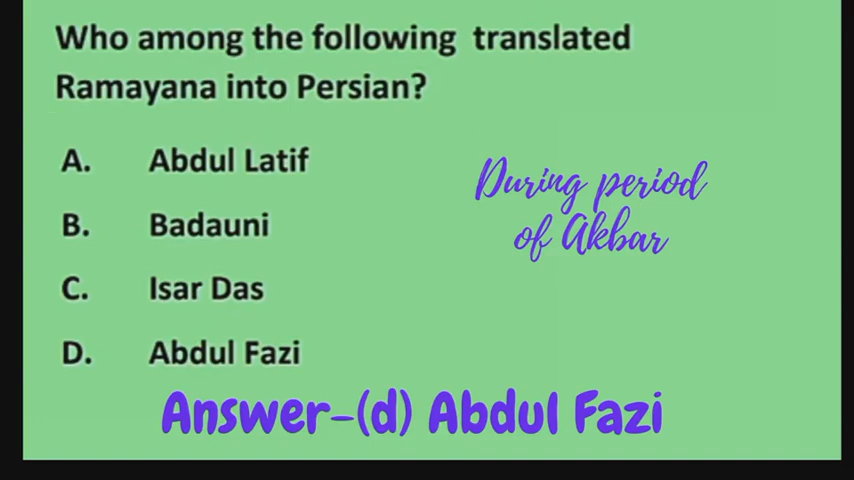 Who among the following translated
Ramayana into Persian?
A. Abdul Latif
B. Badauni
C. Isar Das
D. Abdul Fazi
During period
of Akbar
Answer-(d) Abdul Fazi